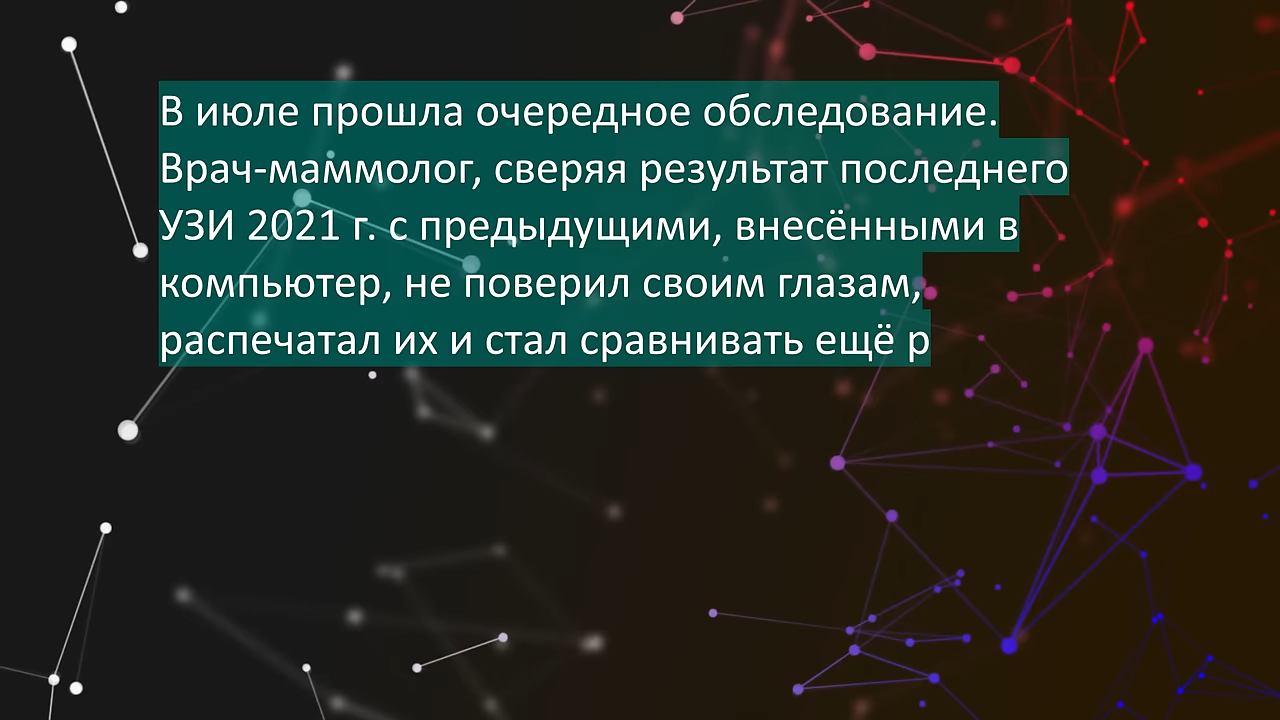 В июле прошла очередное обследование.
Врач-маммолог, сверяя результат последнего
УЗИ 2021 г. с предыдущими, внесёнными в
компьютер, не поверил своим глазам,
распечатал их и стал сравнивать ещё р